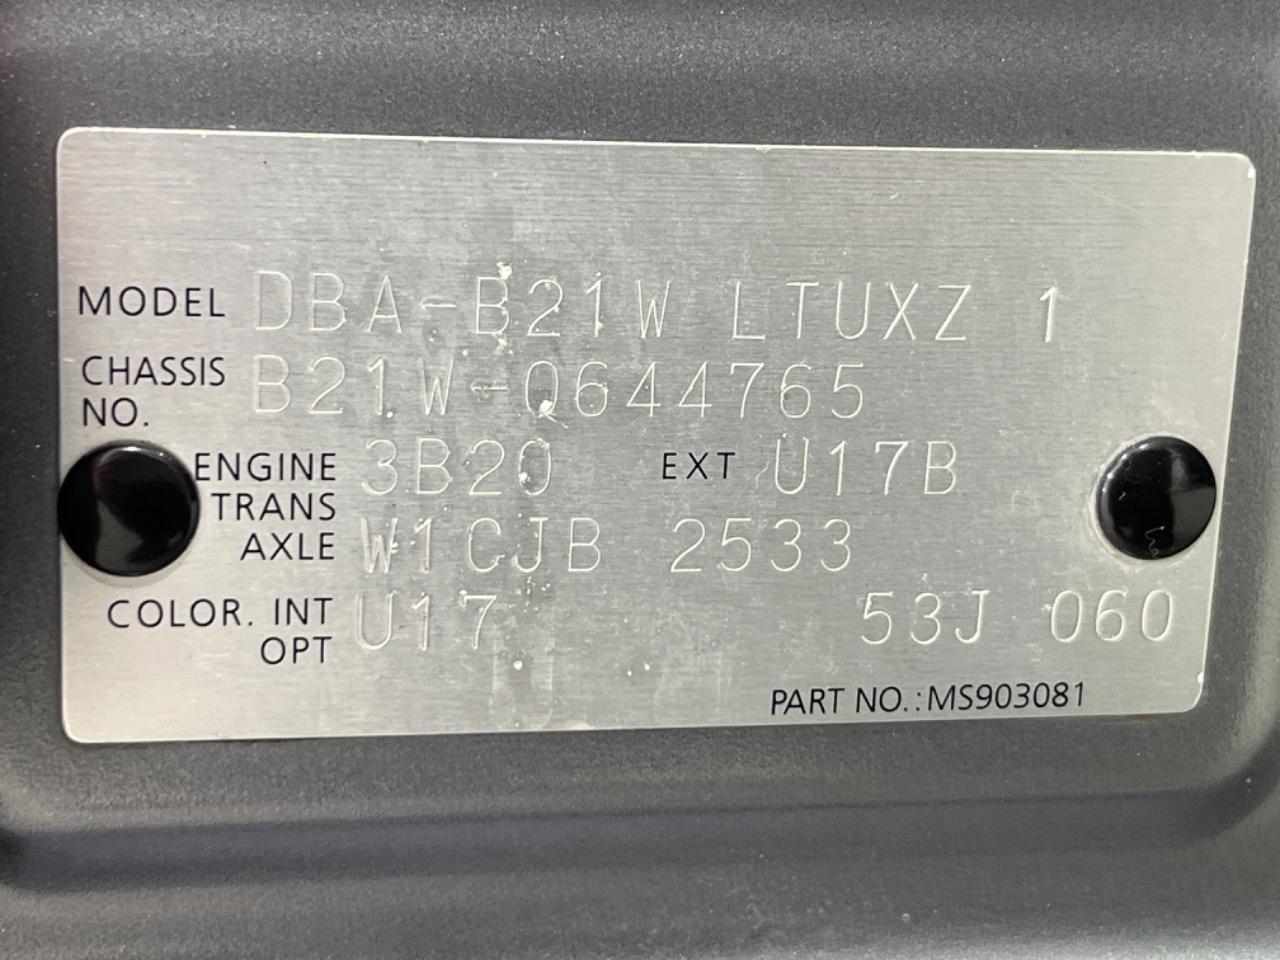 MODEL DBA-B21W LTUXZ 1
CHASSIS NO. B21W-0644765
ENGINE 3B20 EXT U17B
TRANS AXLE W1CJB 2533
COLOR. INT OPT U17 53J 060
PART NO.:MS903081